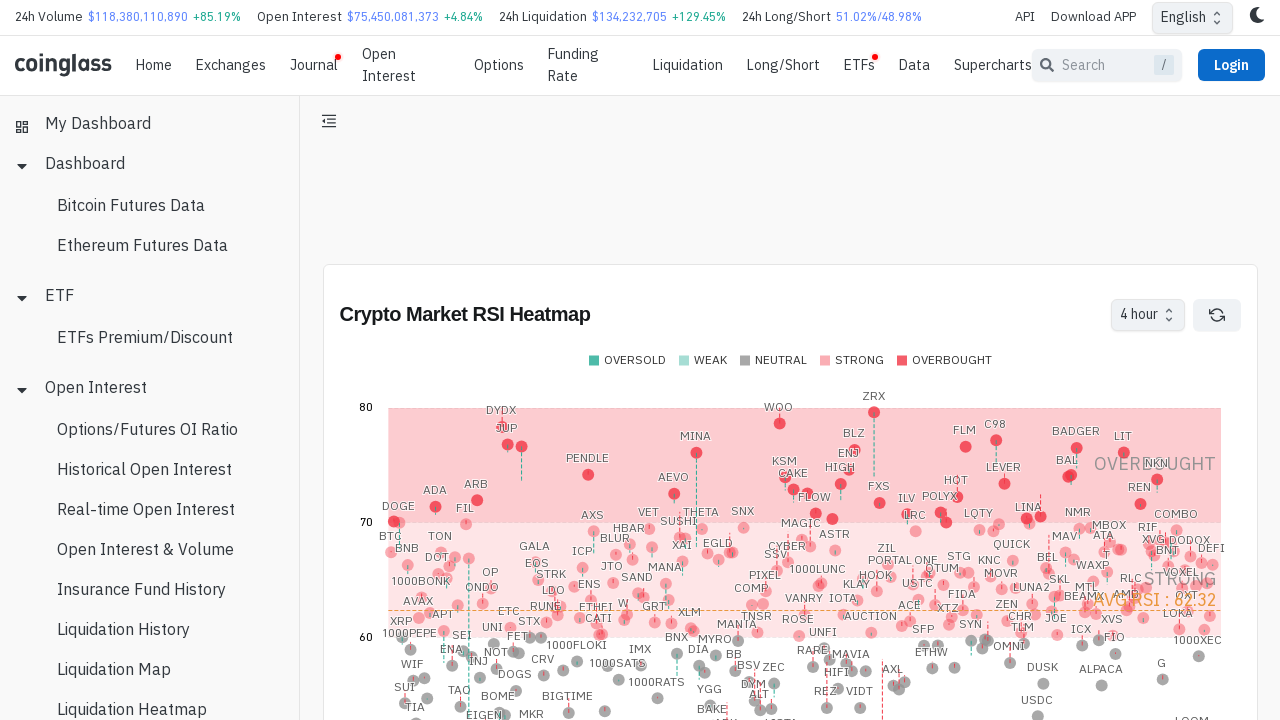 24h Volume $118,380,110,890 +85.19% Open Interest $75,450,081,373 +4.84% 24h Liquidation $134,232,705 +129.45% 24h Long/Short 51.02%/48.98% API Download APP English
coinglass Home Exchanges Journal Open Interest Options Funding Rate Liquidation Long/Short ETFs Data Supercharts Search / Login
My Dashboard
Dashboard
Bitcoin Futures Data
Ethereum Futures Data
ETF
ETFs Premium/Discount
Open Interest
Options/Futures OI Ratio
Historical Open Interest
Real-time Open Interest
Open Interest & Volume
Insurance Fund History
Liquidation History
Liquidation Map
Liquidation Heatmap
Crypto Market RSI Heatmap 4 hour
OVERSOLD WEAK NEUTRAL STRONG OVERBOUGHT
ZRX
80 DYDX WOO
JUP MINA BLZ FLM C98 BADGER LIT
PENDLE KSM CAKE HIGH LEVER BAL OVERBOUGHT NKN
DOGE ADA ARB AEVO FLOW FXS ILV POLYX HOT LINA REN
70 FIL AXS VET THETA SNX LRC LQTY NMR COMBO
BTC BNB TON GALA HBAR SUSHI MAGIC ASTR QUICK MAV MBOX ATA RIF DODOX
DOT EOS ICP BLUR XAI EGLD CYBER SSV ZIL STG KNC BEL XVG BNT DEFI
1000BONK OP STRK JTO SAND MANA PIXEL 1000LUNC PORTAL ONE QTUM MOVR SKL WAXP RLC STRONG VOXEL
ONDO LDO ENS COMP HOOK KLAY USTC LUNA2 MTL
AVAX RUNE ETHFI W GRT VANRY IOTA ACE FIDA ZEN BEAMX AMB AVG RSI : 62.32 OXT
XRP API ETC STX CATI XLM TNSR ROSE AUCTION XTZ CHR JOE XVS LOKA
60 1000PEPE SEI UNI FET 1000FLOKI BNX MYRO MANTA UNFI SFP SYN TLM ICX 1000XEC
WIF ENA INJ NOT CRV 1000SATS IMX DIA BB RARE MAVIA ETHW OMNI
SUI TAO DOGS BSV ZEC HIFI AXL DUSK ALPACA G
TIA BOME BIGTIME 1000RATS YGG DYM ALT REZ VIDT USDC
EIGEN MKR BAKE